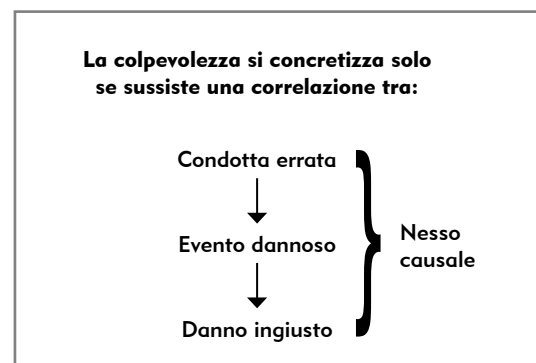 La colpevolezza si concretizza solo
se sussiste una correlazione tra:
Condotta errata
Evento dannoso
Danno ingiusto
Nesso
causale